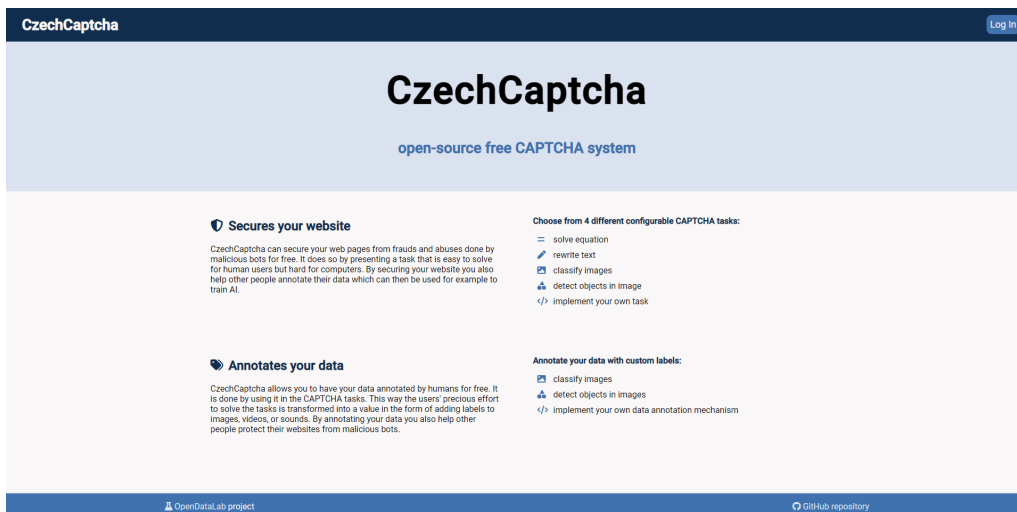 CzechCaptcha
Log In
CzechCaptcha
open-source free CAPTCHA system
Secures your website
CzechCaptcha can secure your web pages from frauds and abuses done by
malicious bots for free. It does so by presenting a task that is easy to solve
for human users but hard for computers. By securing your website you also
help other people annotate their data which can then be used for example to
train AI.
Choose from 4 different configurable CAPTCHA tasks:
solve equation
rewrite text
classify images
detect objects in image
implement your own task
Annotates your data
CzechCaptcha allows you to have your data annotated by humans for free. It
is done by using it in the CAPTCHA tasks. This way the users' precious effort
to solve the tasks is transformed into a value in the form of adding labels to
images, videos, or sounds. By annotating your data you also help other
people protect their websites from malicious bots.
Annotate your data with custom labels:
classify images
detect objects in images
implement your own data annotation mechanism
OpenDataLab project
GitHub repository